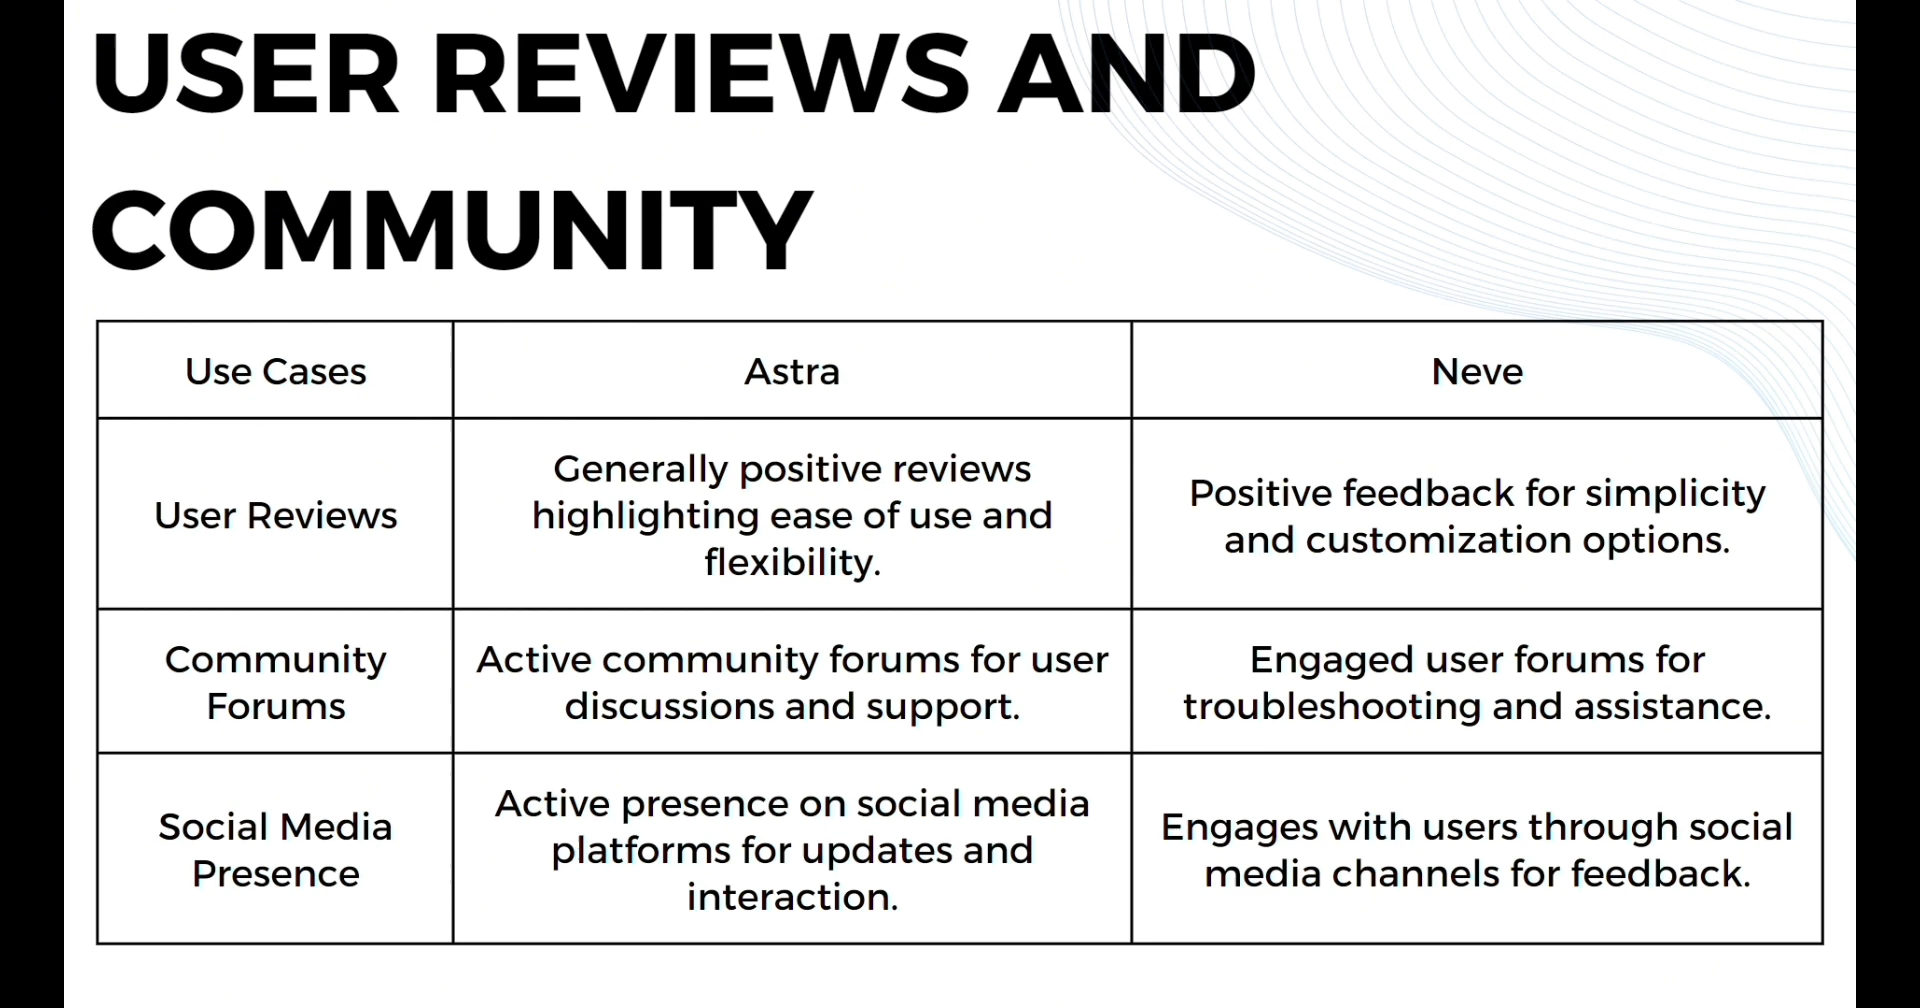 USER REVIEWS AND
COMMUNITY
Use Cases
Astra
Neve
User Reviews
Generally positive reviews
highlighting ease of use and
flexibility.
Positive feedback for simplicity
and customization options.
Community
Forums
Active community forums for user
discussions and support.
Engaged user forums for
troubleshooting and assistance.
Social Media
Presence
Active presence on social media
platforms for updates and
interaction.
Engages with users through social
media channels for feedback.